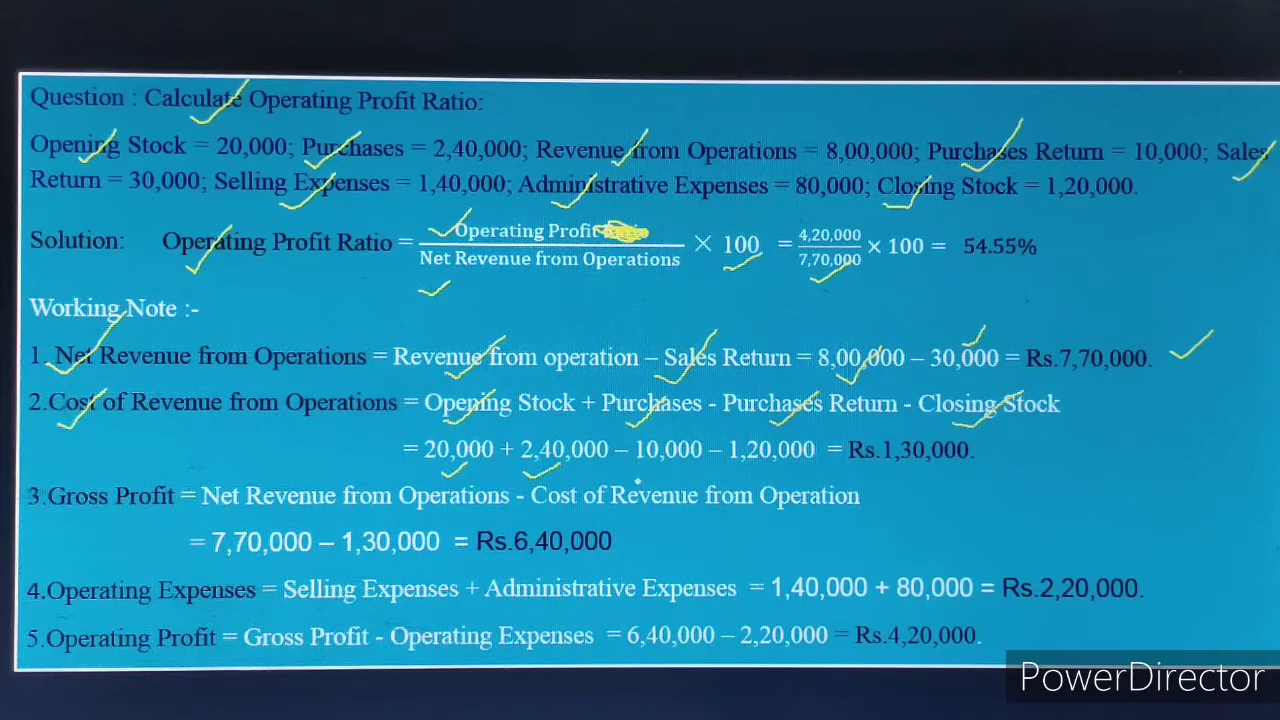 Question : Calculate Operating Profit Ratio:
Opening Stock = 20,000; Purchases = 2,40,000; Revenue from Operations = 8,00,000; Purchases Return = 10,000; Sales
Return = 30,000; Selling Expenses = 1,40,000; Administrative Expenses = 80,000; Closing Stock = 1,20,000.
Solution: Operating Profit Ratio = Operating Profit / Net Revenue from Operations × 100 = 4,20,000 / 7,70,000 × 100 = 54.55%
Working Note :-
1. Net Revenue from Operations = Revenue from operation – Sales Return = 8,00,000 – 30,000 = Rs.7,70,000.
2.Cost of Revenue from Operations = Opening Stock + Purchases - Purchases Return - Closing Stock
= 20,000 + 2,40,000 – 10,000 – 1,20,000 = Rs.1,30,000.
3.Gross Profit = Net Revenue from Operations - Cost of Revenue from Operation
= 7,70,000 – 1,30,000 = Rs.6,40,000
4.Operating Expenses = Selling Expenses + Administrative Expenses = 1,40,000 + 80,000 = Rs.2,20,000.
5.Operating Profit = Gross Profit - Operating Expenses = 6,40,000 – 2,20,000 = Rs.4,20,000.
PowerDirector